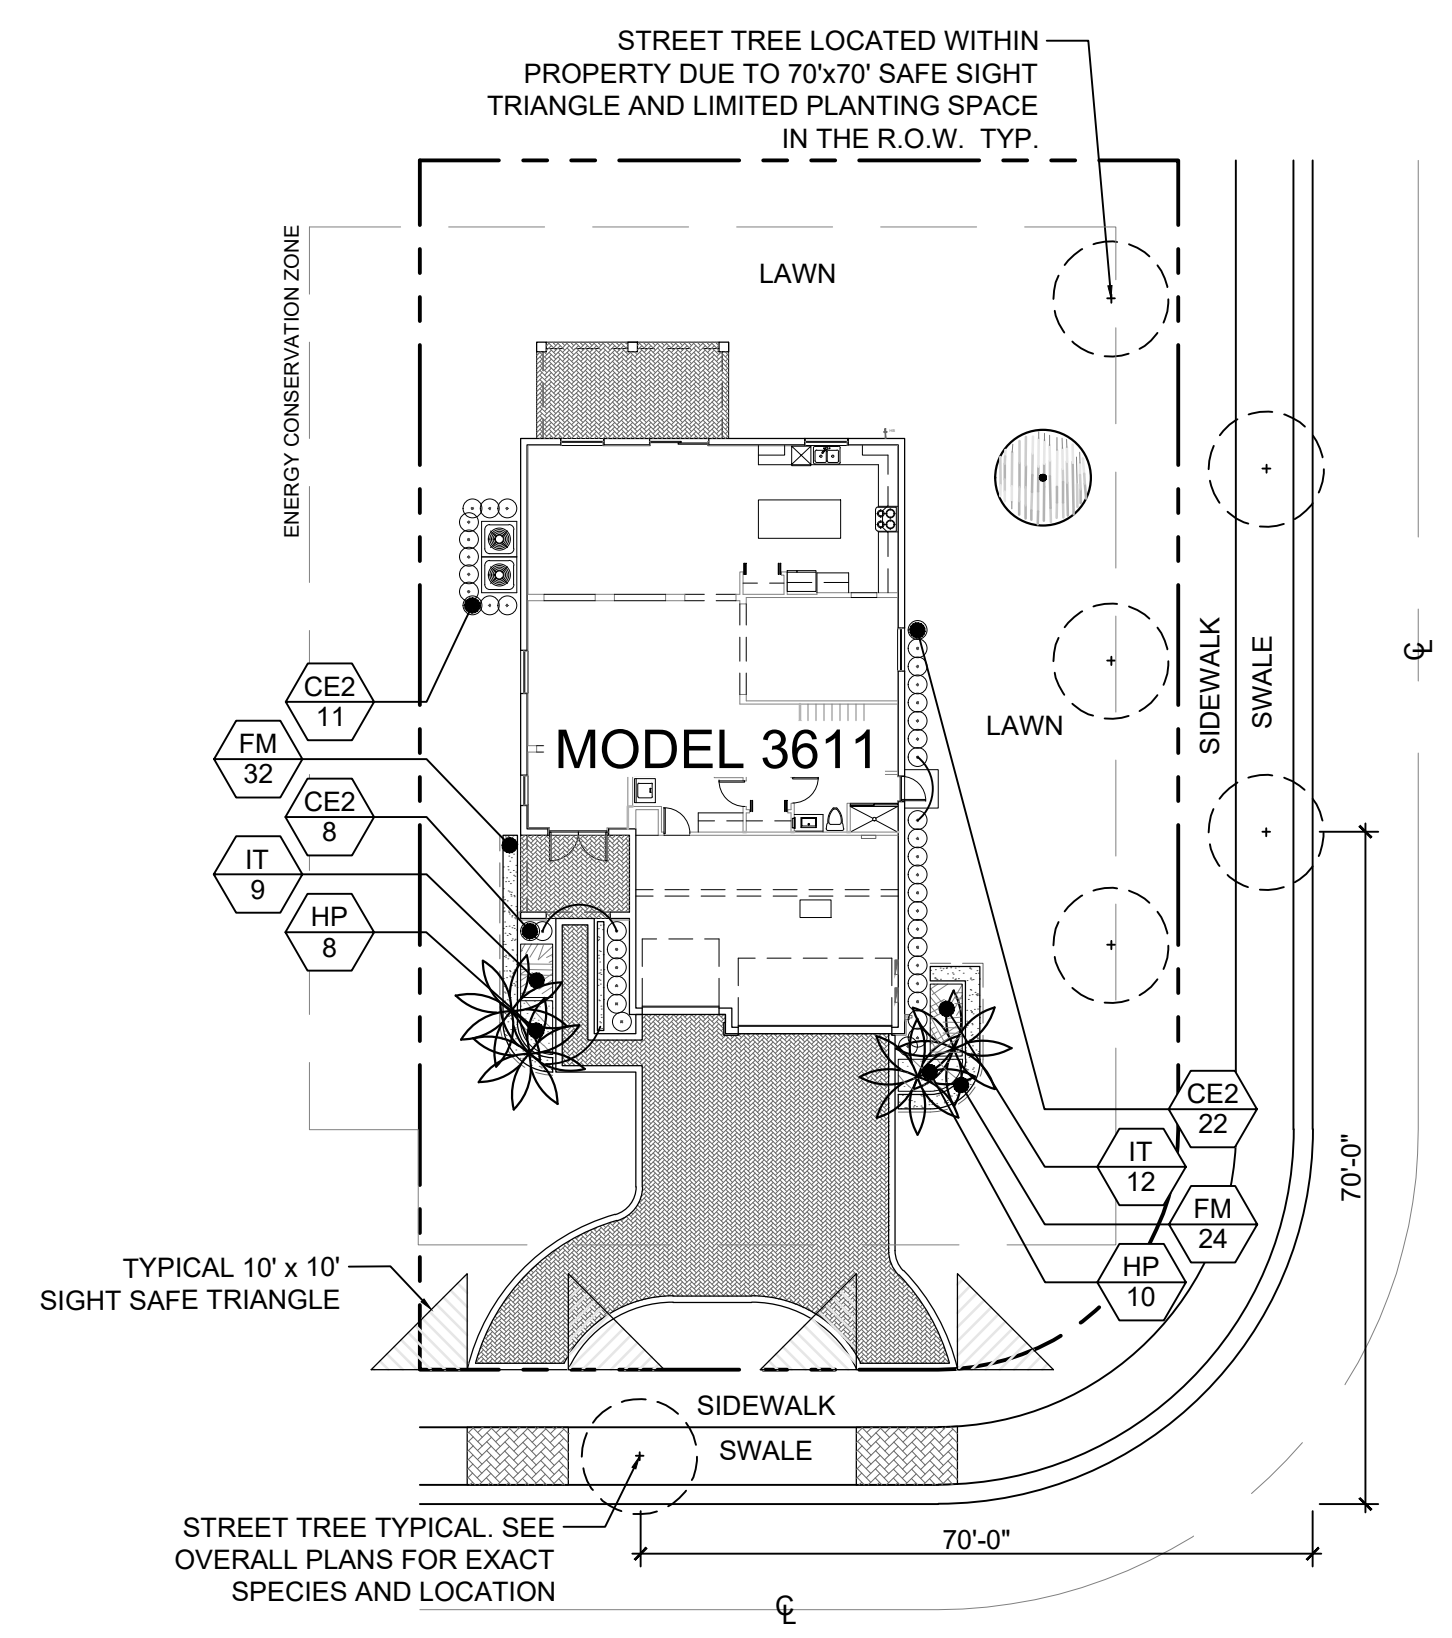 STREET TREE LOCATED WITHIN
PROPERTY DUE TO 70'x70' SAFE SIGHT
TRIANGLE AND LIMITED PLANTING SPACE
IN THE R.O.W. TYP.
ENERGY CONSERVATION ZONE
LAWN
CE2
11
FM
32
CE2
8
IT
9
HP
8
MODEL 3611
LAWN
SIDEWALK
SWALE
℄
CE2
22
IT
12
FM
24
HP
10
70'-0"
TYPICAL 10' x 10'
SIGHT SAFE TRIANGLE
SIDEWALK
SWALE
STREET TREE TYPICAL. SEE
OVERALL PLANS FOR EXACT
SPECIES AND LOCATION
70'-0"
℄